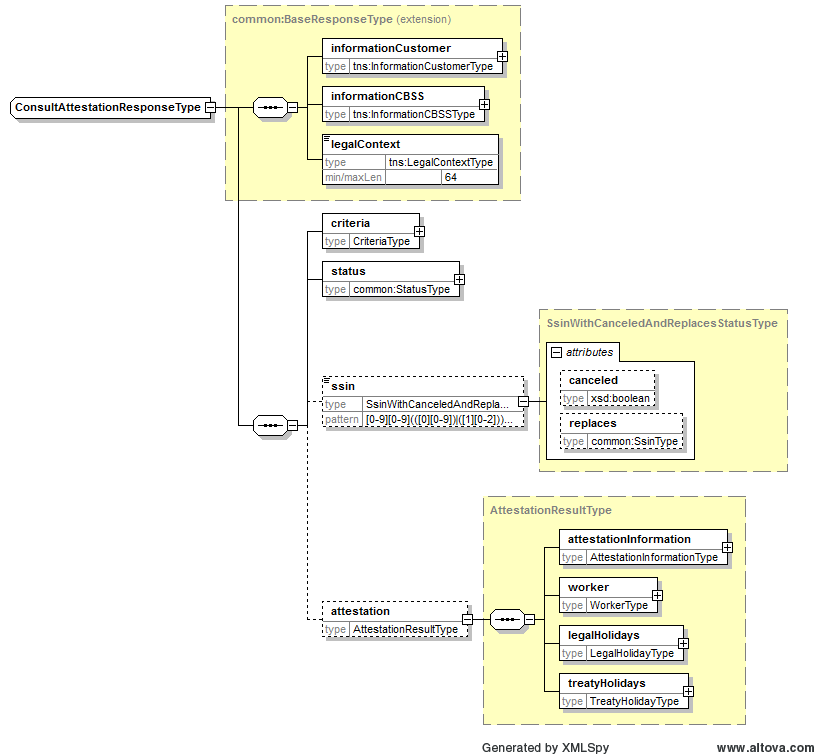 common:BaseResponseType (extension)
informationCustomer
type tns:InformationCustomerType
ConsultAttestationResponseType
informationCBSS
type tns:InformationCBSSType
legalContext
type tns:LegalContextType
min/maxLen 64
criteria
type CriteriaType
status
type common:StatusType
SsinWithCanceledAndReplacesStatusType
attributes
canceled
type xsd:boolean
replaces
type common:SsinType
ssin
type SsinWithCanceledAndRepla...
pattern [0-9][0-9](([0][0-9])|([1][0-2]))...
AttestationResultType
attestationInformation
type AttestationInformationType
worker
type WorkerType
attestation
type AttestationResultType
legalHolidays
type LegalHolidayType
treatyHolidays
type TreatyHolidayType
Generated by XMLSpy
www.altova.com